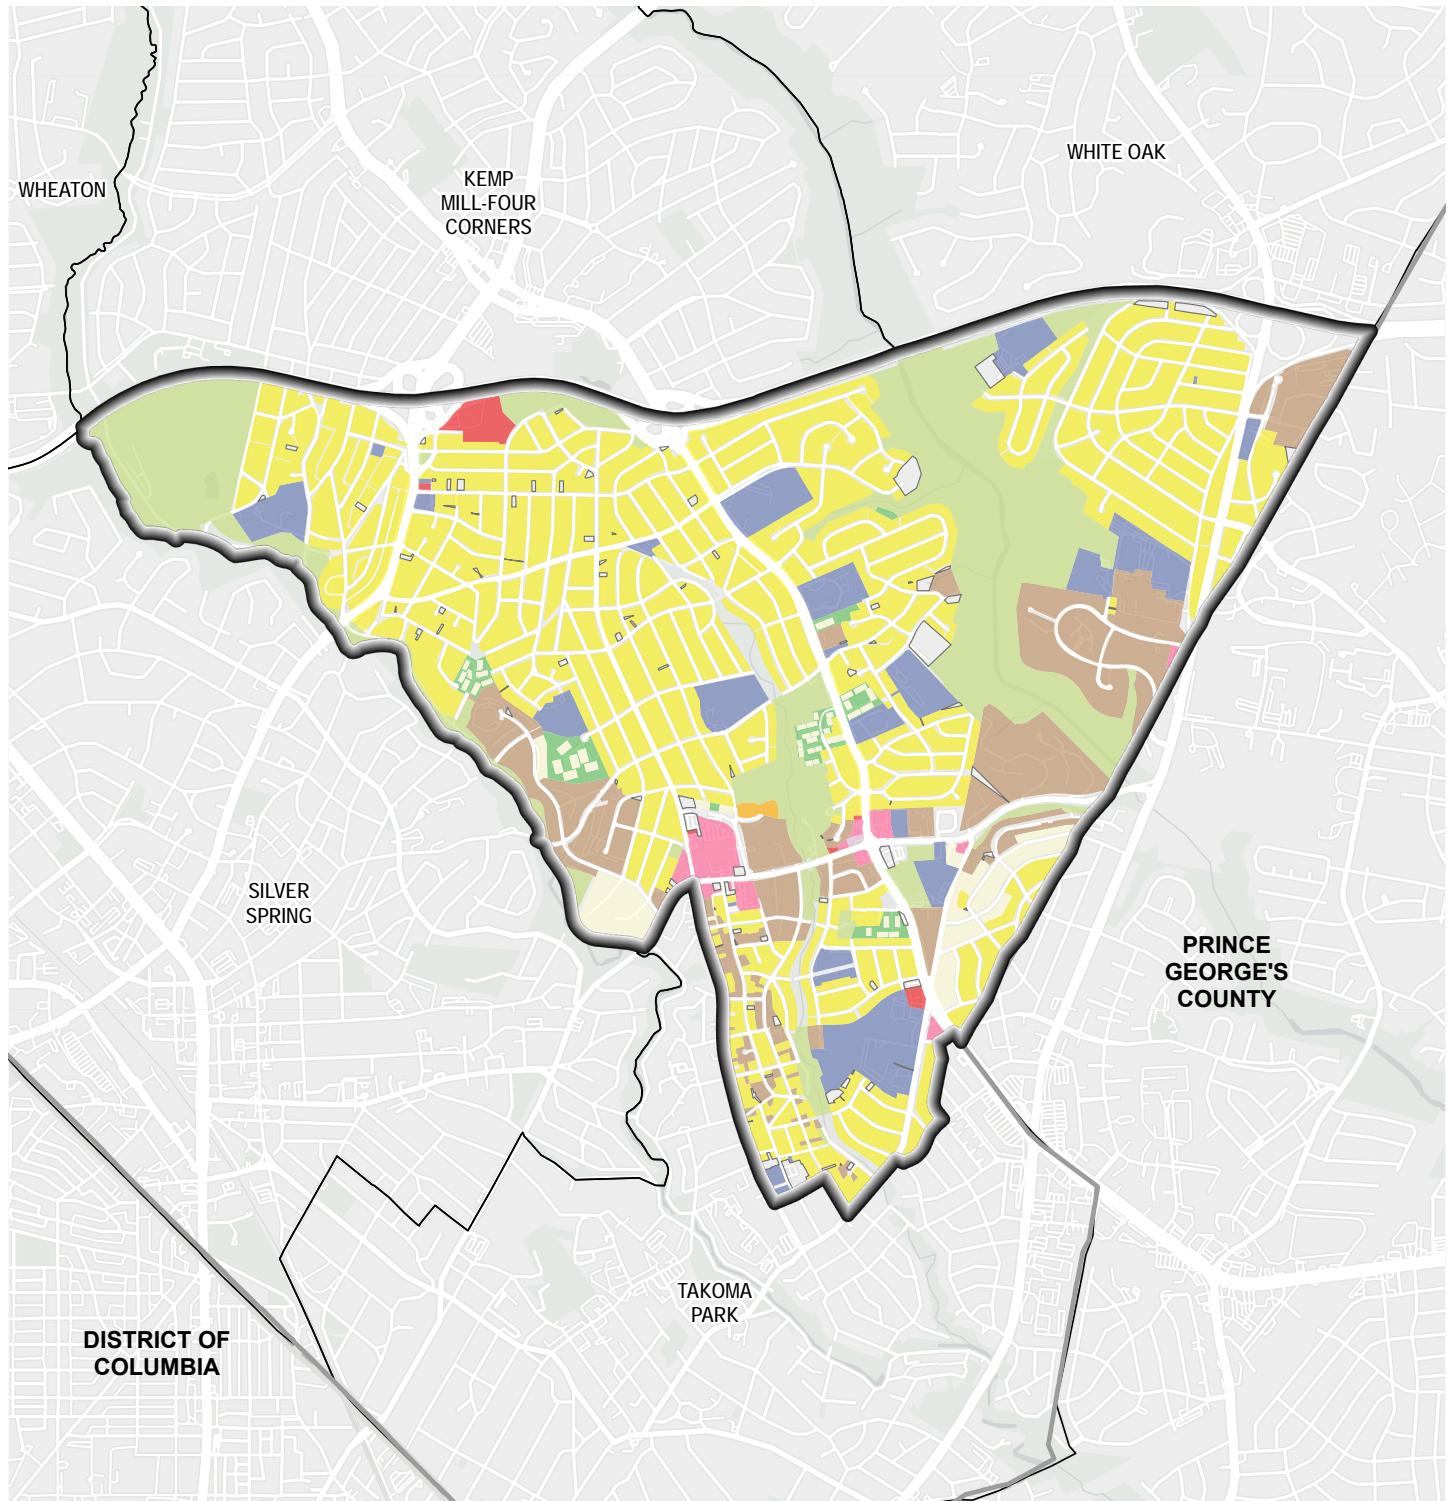 WHITE OAK
WHEATON
KEMP
MILL-FOUR
CORNERS
SILVER
SPRING
PRINCE
GEORGE'S
COUNTY
TAKOMA
PARK
DISTRICT OF
COLUMBIA